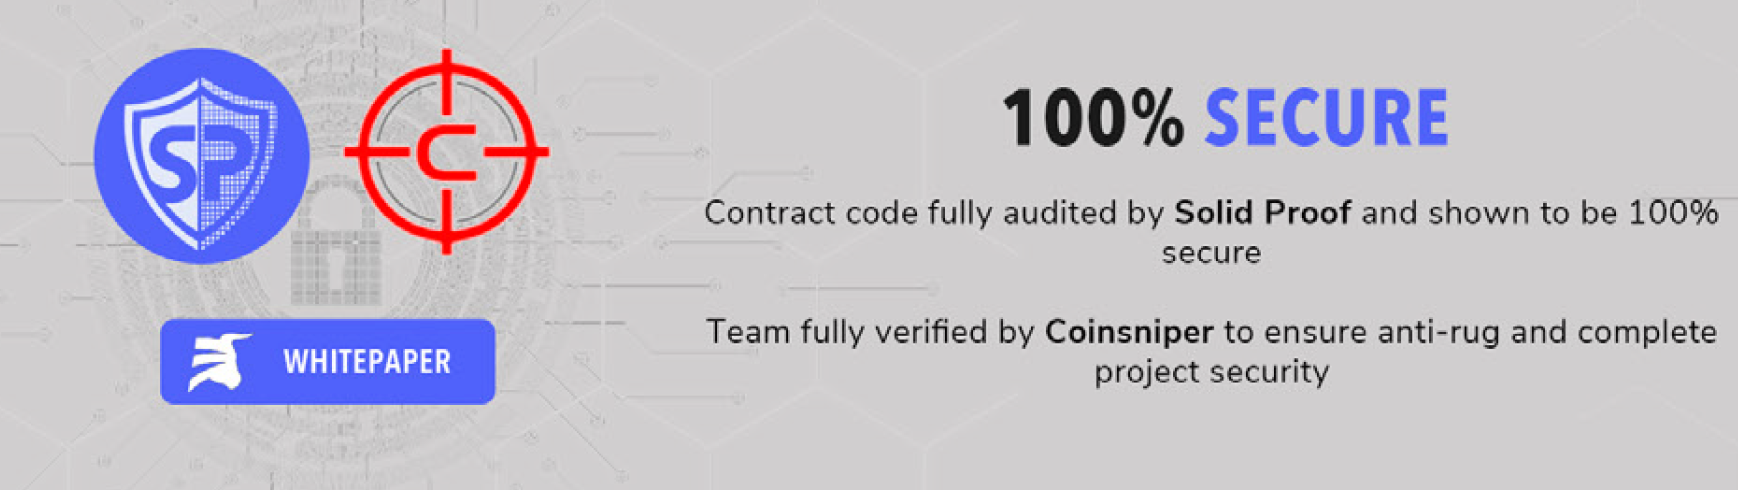 SP
C
WHITEPAPER
100% SECURE
Contract code fully audited by Solid Proof and shown to be 100%
secure
Team fully verified by Coinsniper to ensure anti-rug and complete
project security